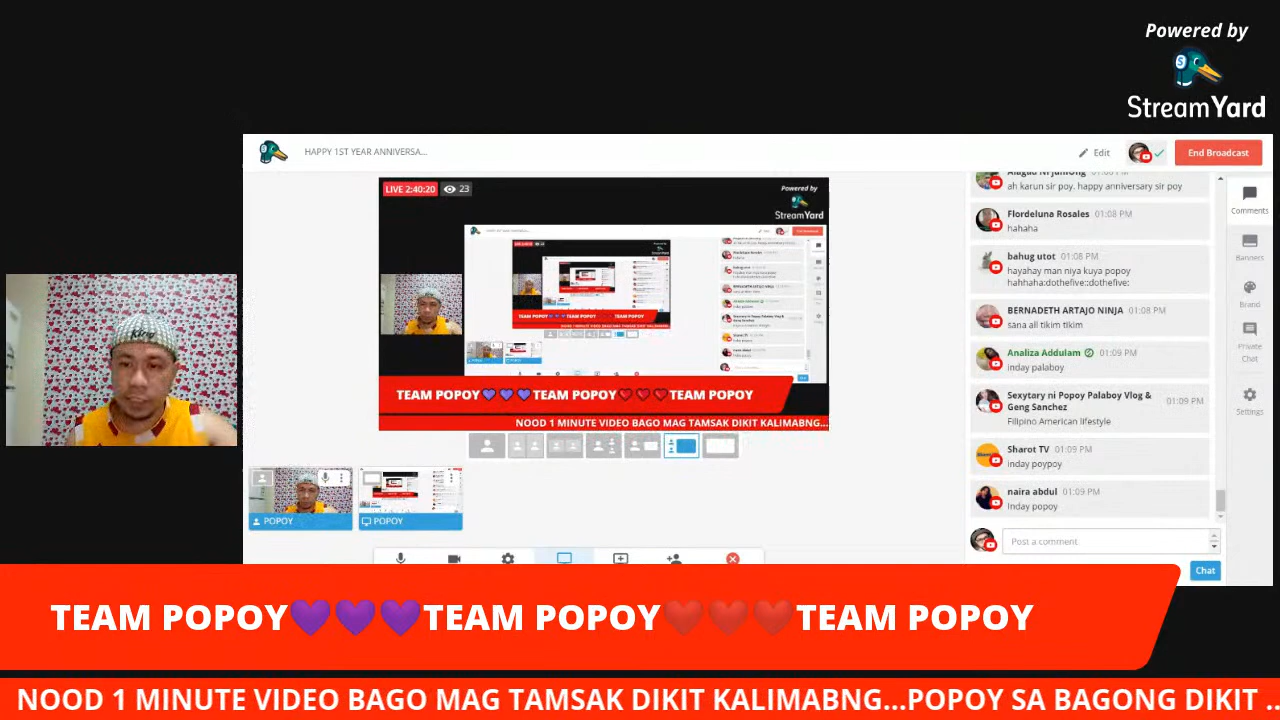 Powered by
StreamYard
HAPPY 1ST YEAR ANNIVERSA...
Edit
End Broadcast
LIVE 2:40:20
23
Powered by
StreamYard
TEAM POPOY💜💜💜TEAM POPOY❤️❤️❤️TEAM POPOY
NOOD 1 MINUTE VIDEO BAGO MAG TAMSAK DIKIT KALIMABNG...
POPOY
POPOY
ah karun sir poy. happy anniversary sir poy
Flordeluna Rosales 01:08 PM
hahaha
bahug utot 01:08 PM
hayahay man niya kuya popoy
hahhaha:dothefive::dothefive:
BERNADETH ARTAJO NINJA 01:08 PM
sana all tikim tikim
Analiza Addulam 01:09 PM
inday palaboy
Sexytary ni Popoy Palaboy Vlog &
Geng Sanchez 01:09 PM
Filipino American lifestyle
Sharot TV 01:09 PM
inday poypoy
naira abdul 01:09 PM
Inday popoy
Post a comment
Chat
Comments
Banners
Brand
Private
Chat
Settings
TEAM POPOY💜💜💜TEAM POPOY❤️❤️❤️TEAM POPOY
NOOD 1 MINUTE VIDEO BAGO MAG TAMSAK DIKIT KALIMABNG...POPOY SA BAGONG DIKIT ..